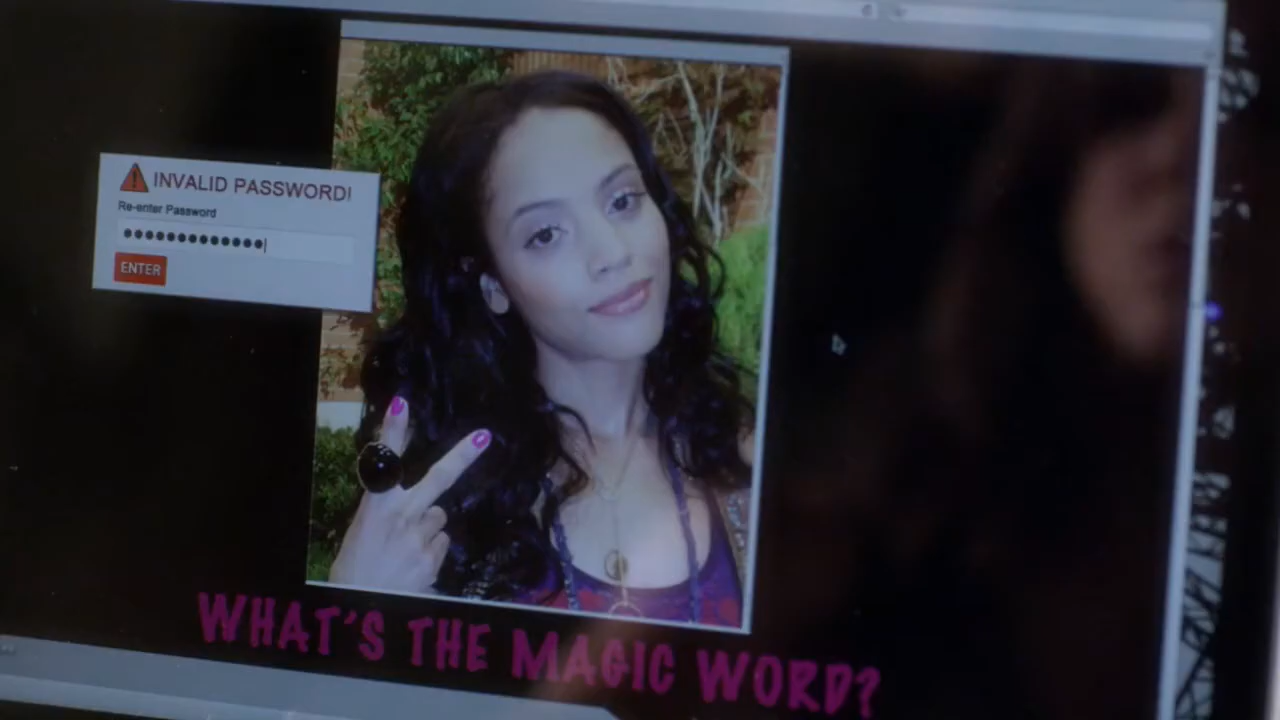 INVALID PASSWORD!
Re-enter Password
●●●●●●●●●●●●●
ENTER
WHAT'S THE MAGIC WORD?